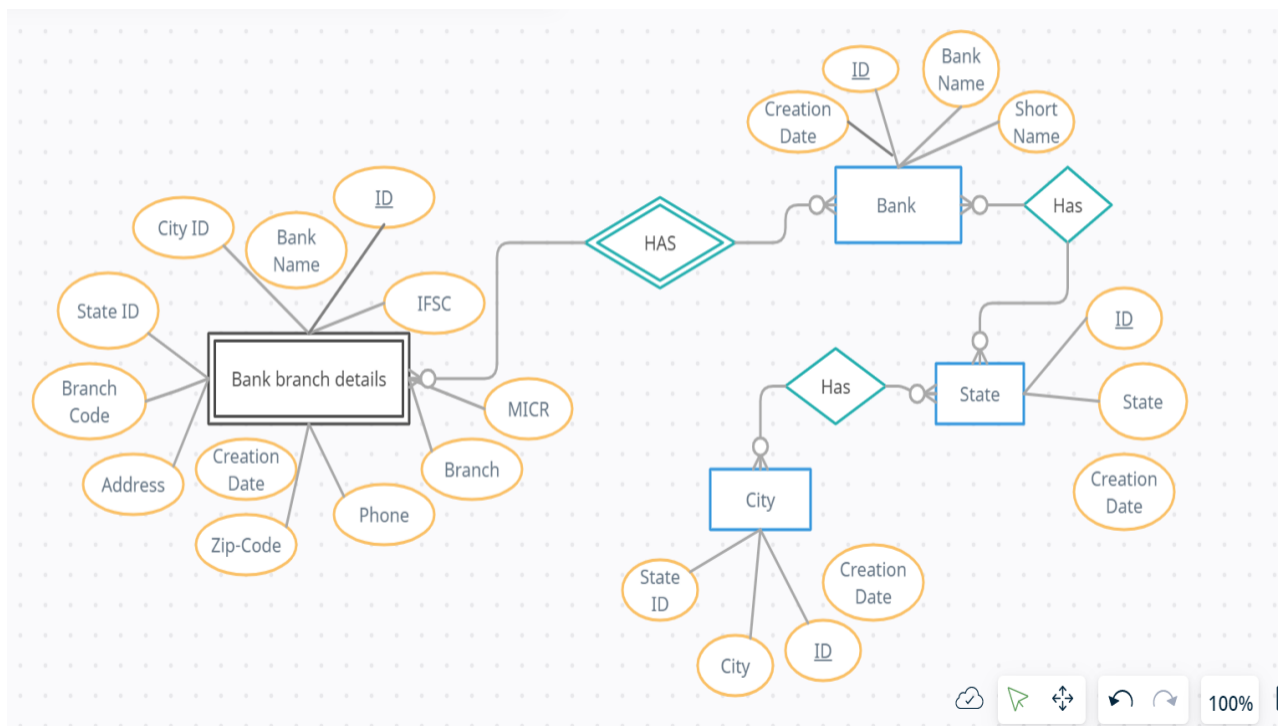 Bank
Name
ID
Creation
Date
Short
Name
Bank
Has
HAS
ID
City ID
Bank
Name
IFSC
State ID
Branch
Code
Address
Bank branch details
MICR
Branch
Creation
Date
Phone
Zip-Code
ID
State
State
Creation
Date
Has
City
State
ID
City
ID
Creation
Date
100%